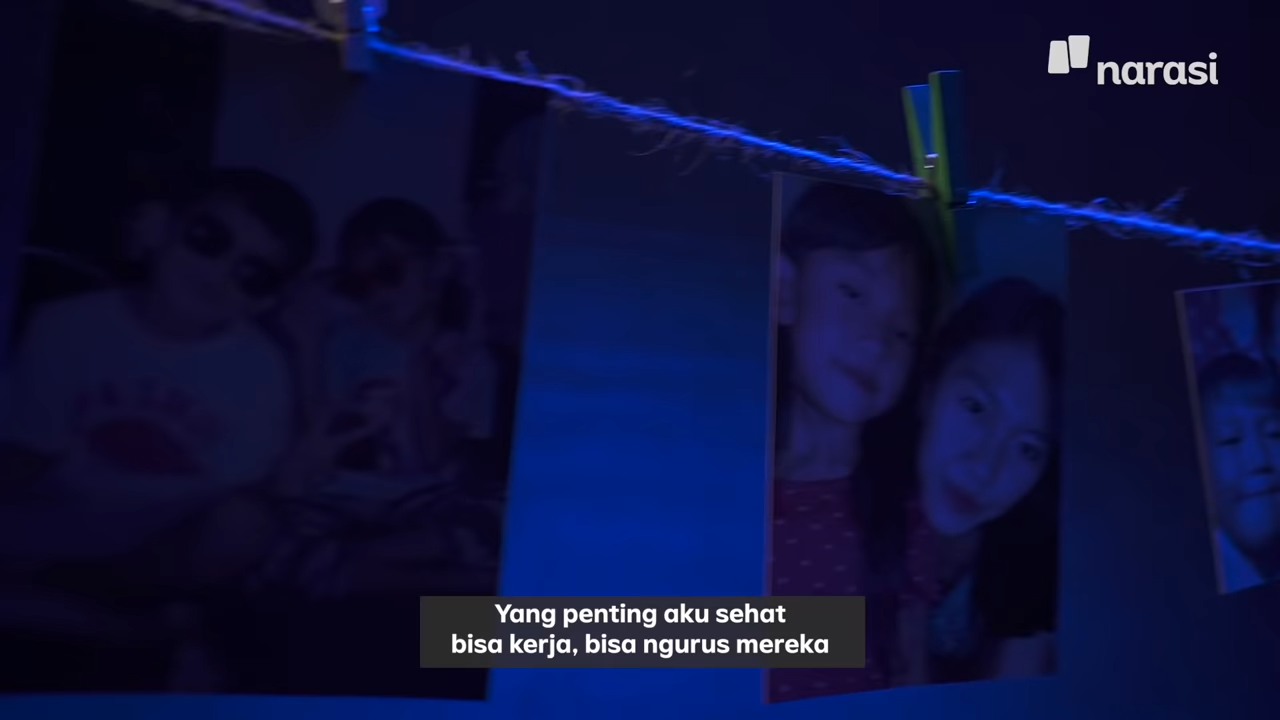 narasi
Yang penting aku sehat
bisa kerja, bisa ngurus mereka